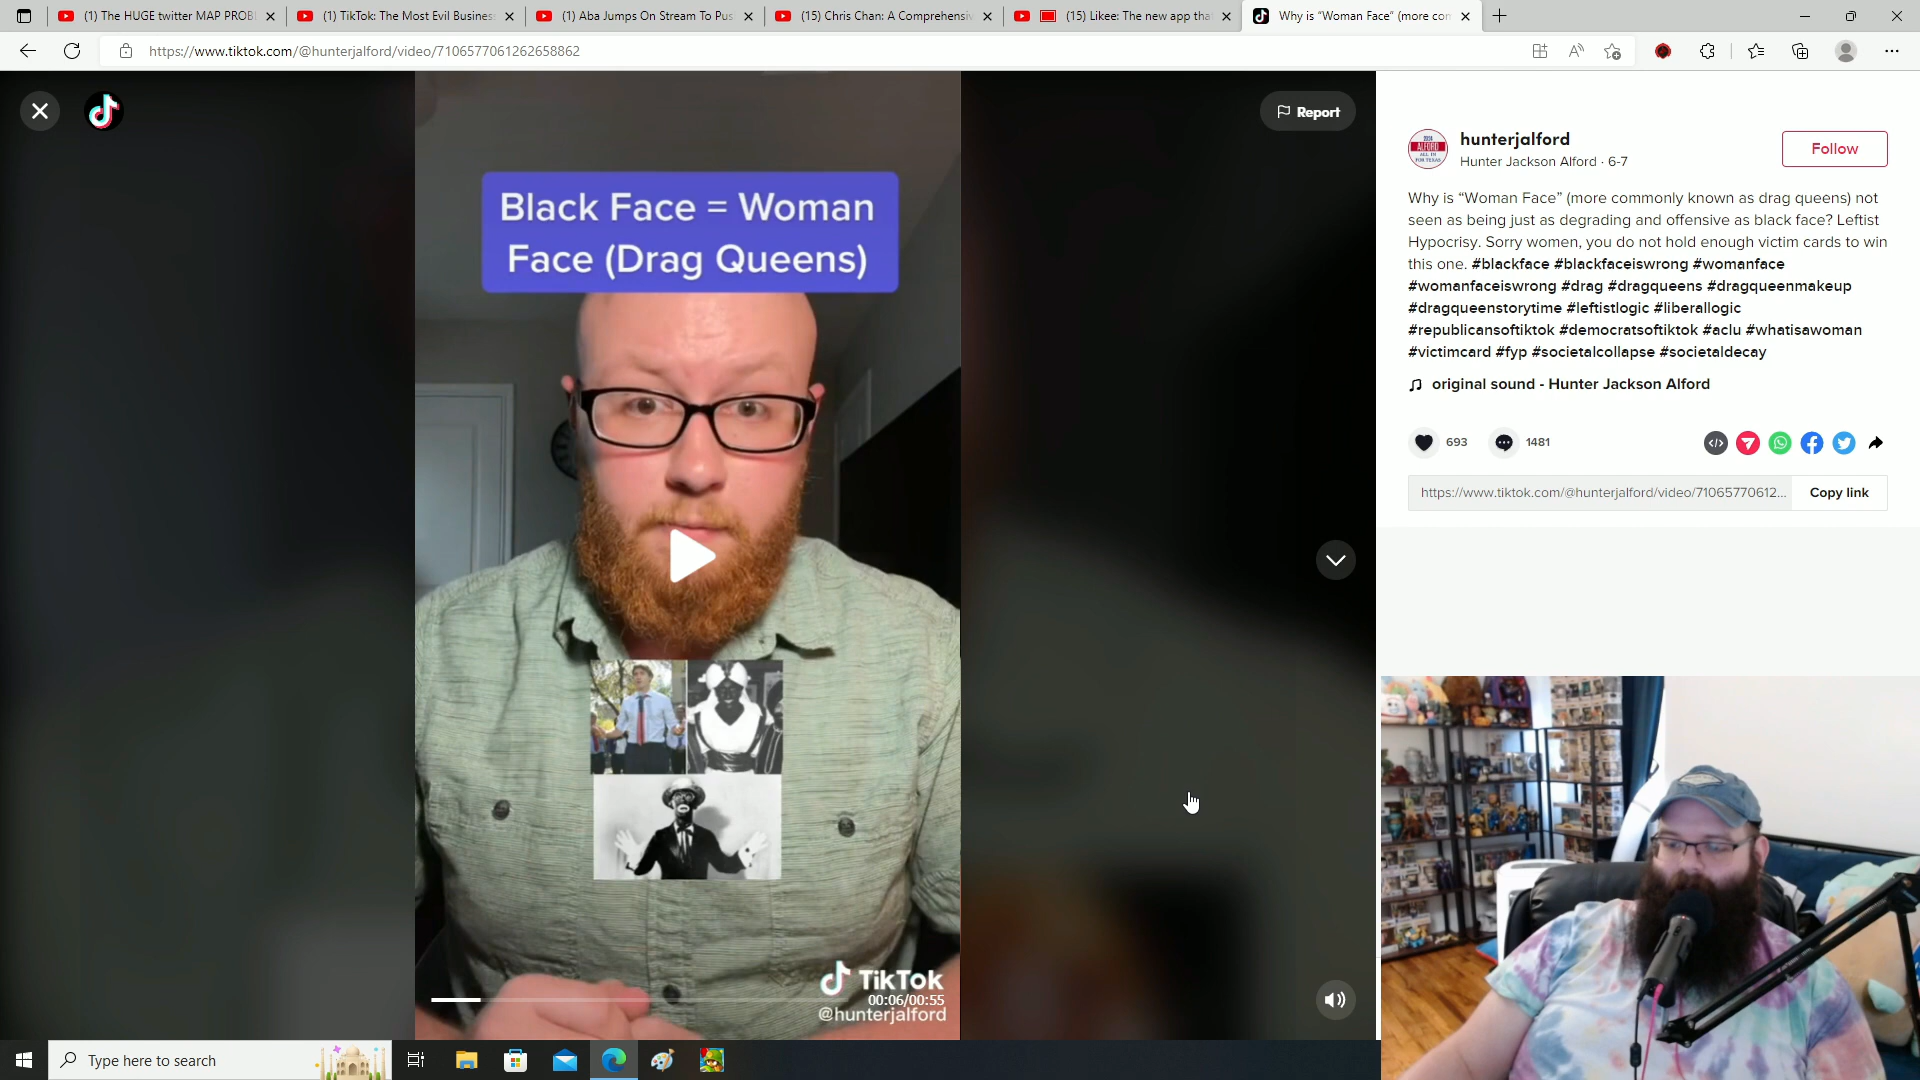 (1) The HUGE twitter MAP PROB
(1) TikTok: The Most Evil Busines
(1) Aba Jumps On Stream To Pus
(15) Chris Chan: A Comprehensiv
(15) Likee: The new app tha
Why is “Woman Face” (more com
https://www.tiktok.com/@hunterjalford/video/7106577061262658862
Report
Black Face = Woman
Face (Drag Queens)
TikTok
00:06/00:55
@hunterjalford
ALFORD
hunterjalford
Hunter Jackson Alford · 6-7
Follow
Why is “Woman Face” (more commonly known as drag queens) not
seen as being just as degrading and offensive as black face? Leftist
Hypocrisy. Sorry women, you do not hold enough victim cards to win
this one. #blackface #blackfaceiswrong #womanface
#womanfaceiswrong #drag #dragqueens #dragqueenmakeup
#dragqueenstorytime #leftistlogic #liberallogic
#republicansoftiktok #democratsoftiktok #aclu #whatisawoman
#victimcard #fyp #societalcollapse #societaldecay
original sound - Hunter Jackson Alford
693
1481
https://www.tiktok.com/@hunterjalford/video/71065770612...
Copy link
Type here to search